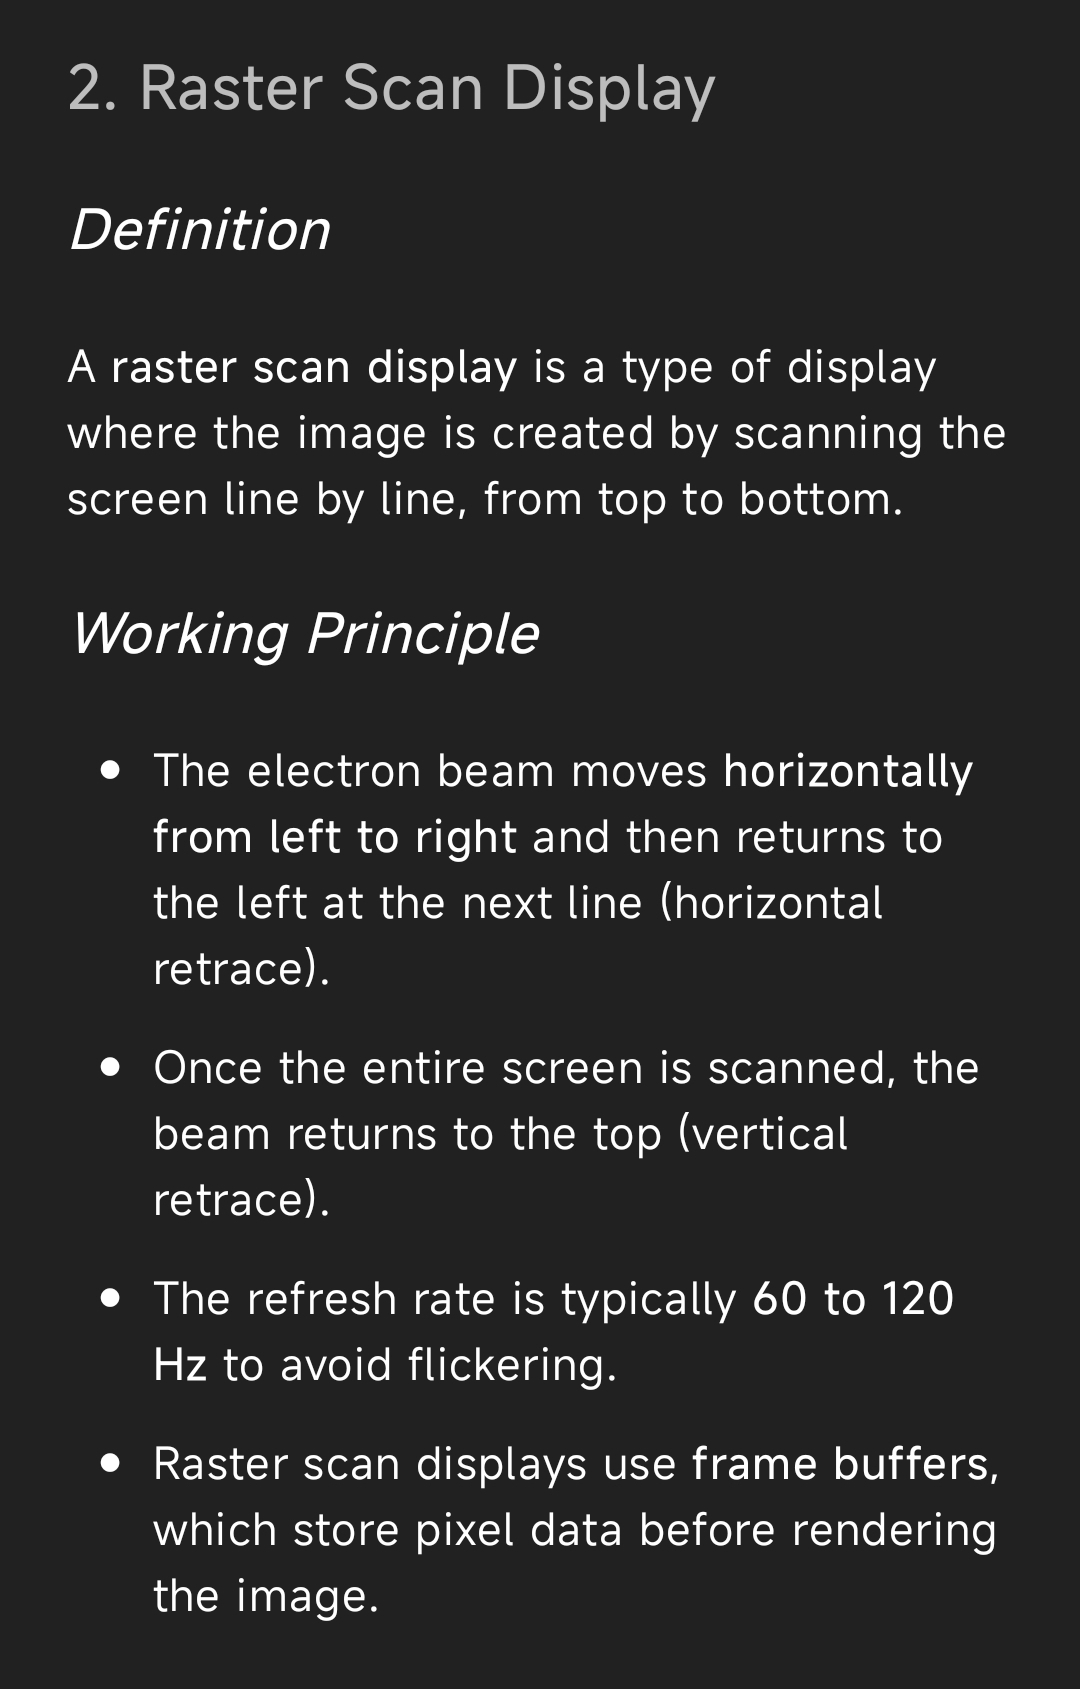 2. Raster Scan Display
Definition
A raster scan display is a type of display
where the image is created by scanning the
screen line by line, from top to bottom.
Working Principle
• The electron beam moves horizontally
from left to right and then returns to
the left at the next line (horizontal
retrace).
• Once the entire screen is scanned, the
beam returns to the top (vertical
retrace).
• The refresh rate is typically 60 to 120
Hz to avoid flickering.
• Raster scan displays use frame buffers,
which store pixel data before rendering
the image.